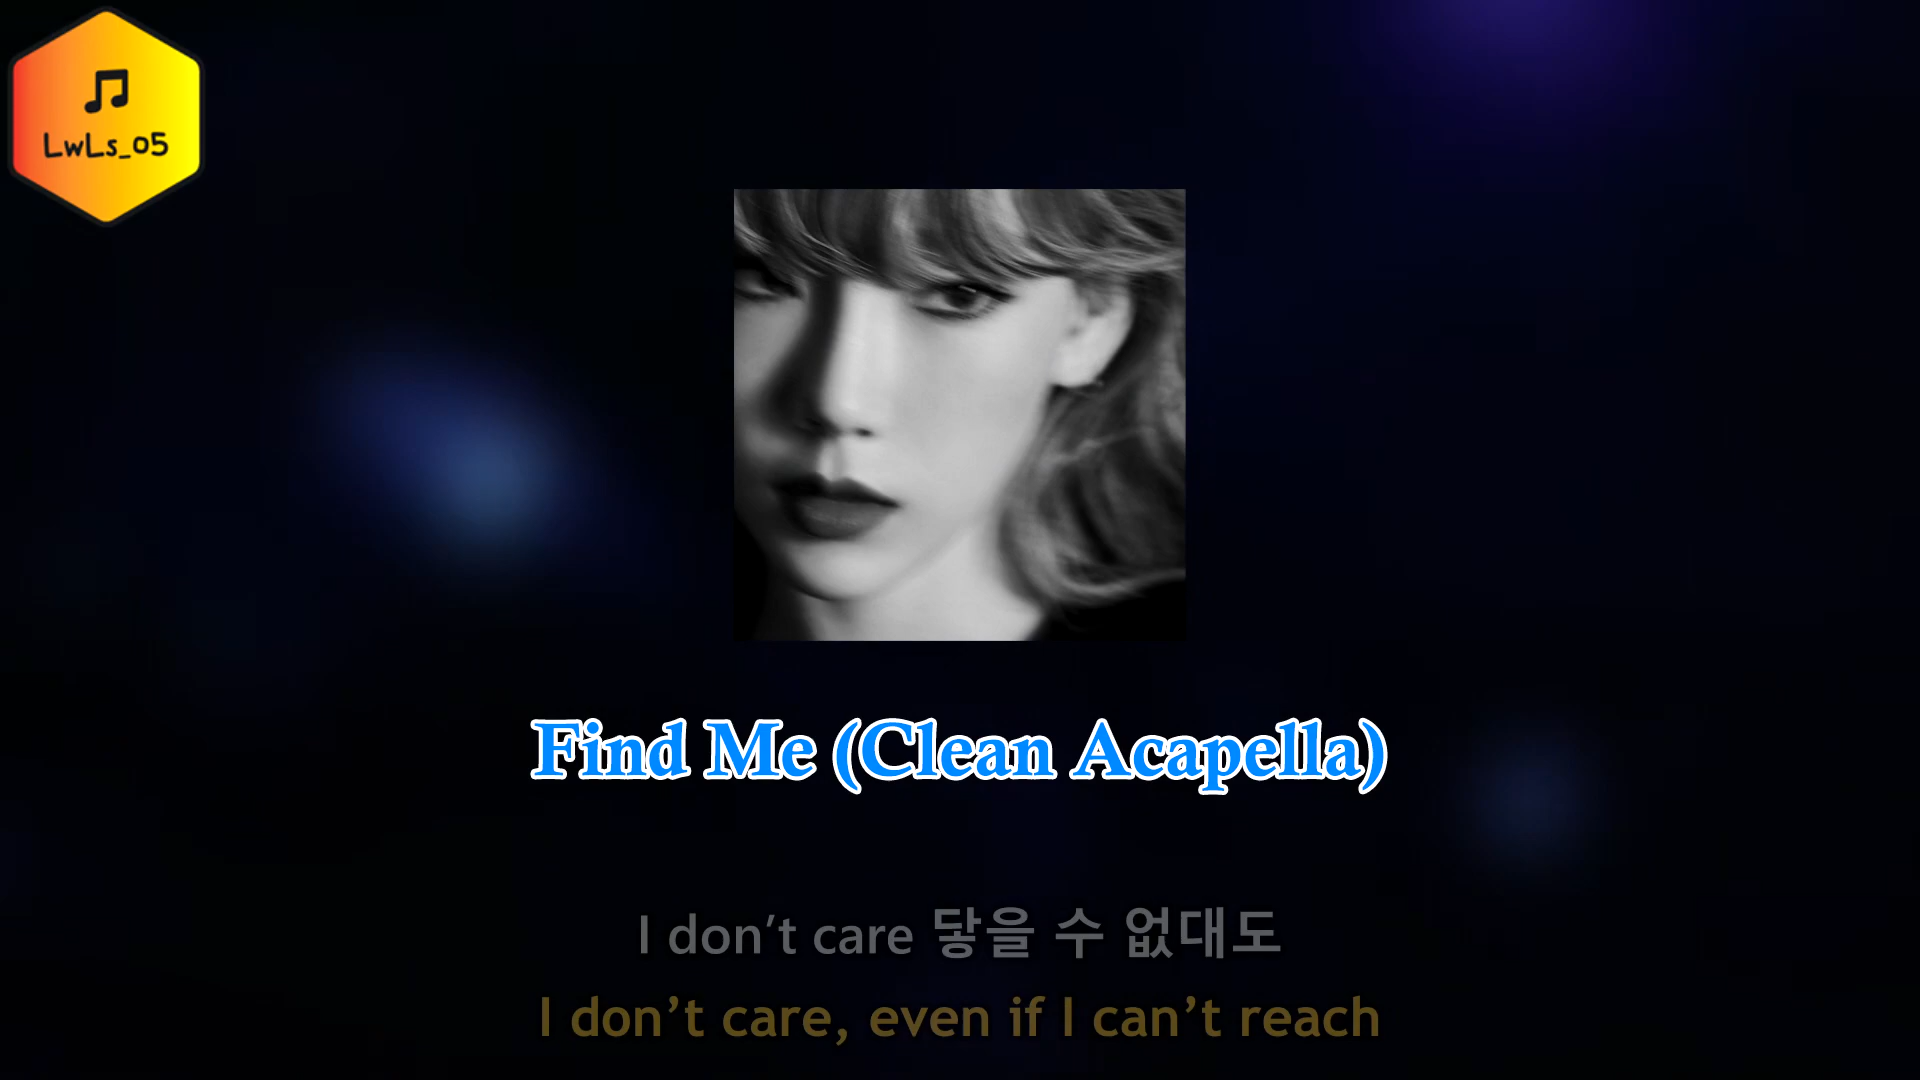 LwLs_05
Find Me (Clean Acapella)
I don’t care 닿을 수 없대도
I don’t care, even if I can’t reach